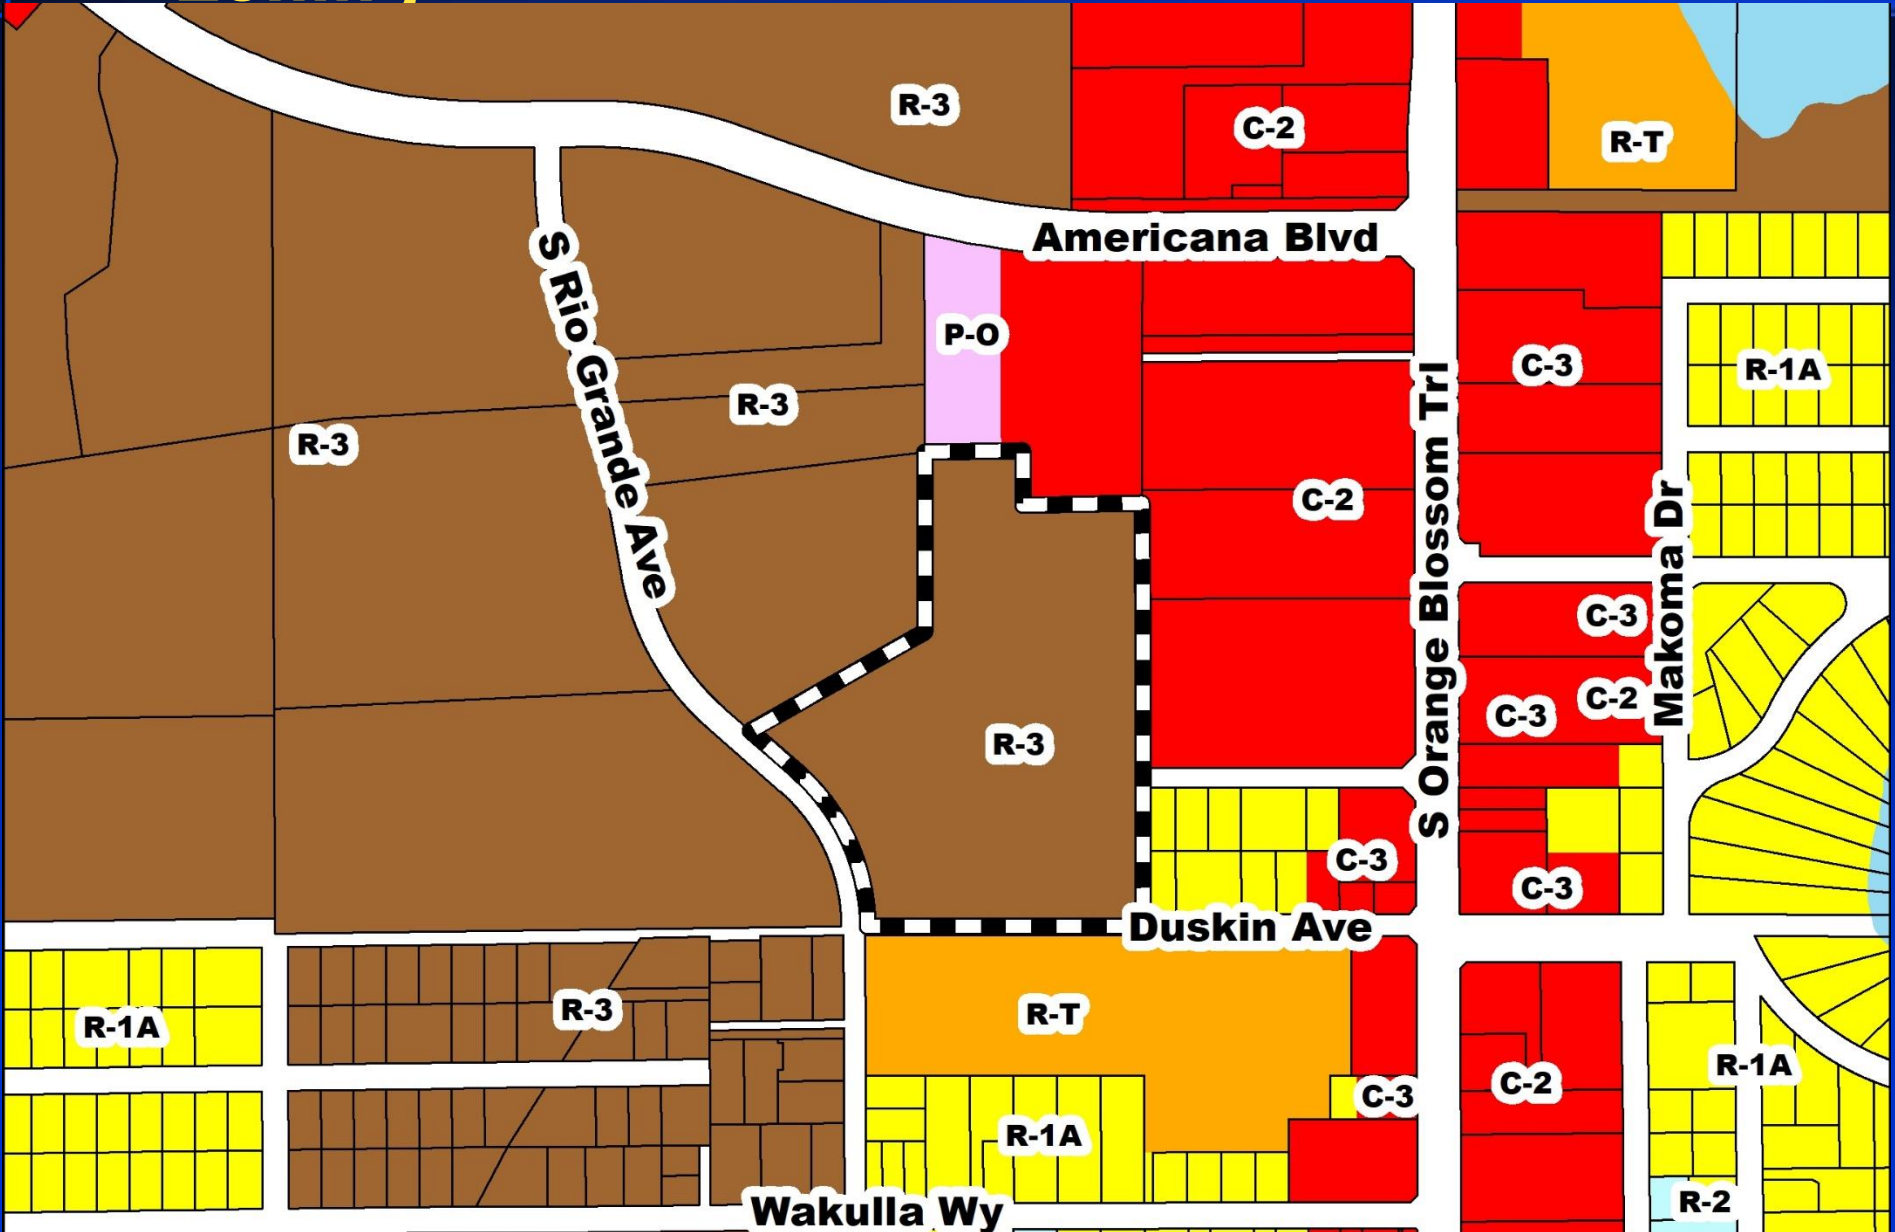 R-3
C-2
R-T
Americana Blvd
S Rio Grande Ave
P-O
C-3
R-1A
R-3
R-3
S Orange Blossom Trl
C-2
Makoma Dr
C-3
C-2
C-3
R-3
C-3
C-3
Duskin Ave
R-3
R-T
R-1A
R-1A
C-2
C-3
R-1A
R-2
Wakulla Wy